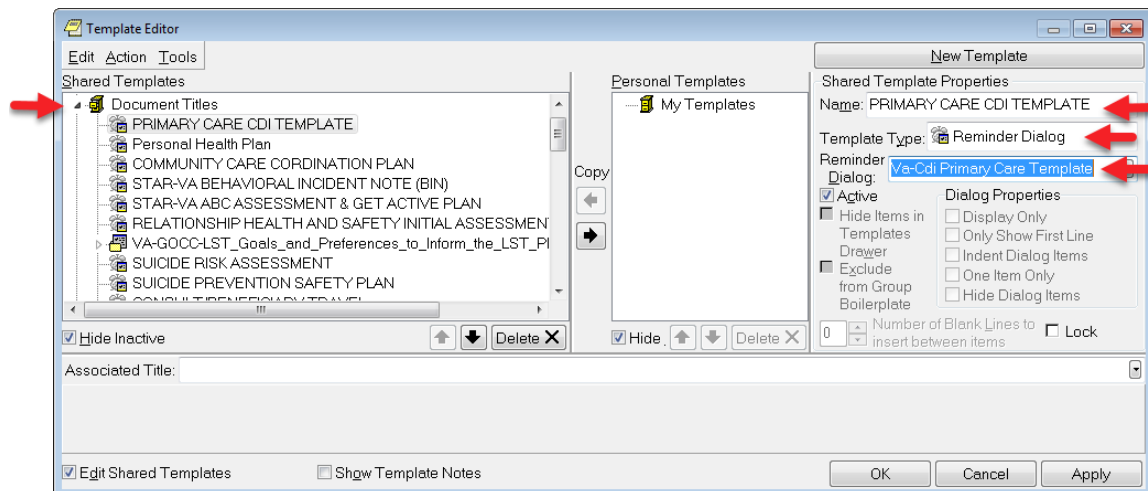 Template Editor
Edit Action Tools
New Template
Shared Templates
Document Titles
PRIMARY CARE CDI TEMPLATE
Personal Health Plan
COMMUNITY CARE CORDINATION PLAN
STAR-VA BEHAVIORAL INCIDENT NOTE (BIN)
STAR-VA ABC ASSESSMENT & GET ACTIVE PLAN
RELATIONSHIP HEALTH AND SAFETY INITIAL ASSESSMEN
VA-GOCC-LST_Goals_and_Preferences_to_Inform_the_LST_Pl
SUICIDE RISK ASSESSMENT
SUICIDE PREVENTION SAFETY PLAN
Hide Inactive
Delete
Copy
Personal Templates
My Templates
Hide
Delete
Shared Template Properties
Name: PRIMARY CARE CDI TEMPLATE
Template Type: Reminder Dialog
Reminder
Dialog:
Va-Cdi Primary Care Template
Active
Hide Items in
Templates
Drawer
Exclude
from Group
Boilerplate
Dialog Properties
Display Only
Only Show First Line
Indent Dialog Items
One Item Only
Hide Dialog Items
0
Number of Blank Lines to
insert between items
Lock
Associated Title:
Edit Shared Templates
Show Template Notes
OK
Cancel
Apply